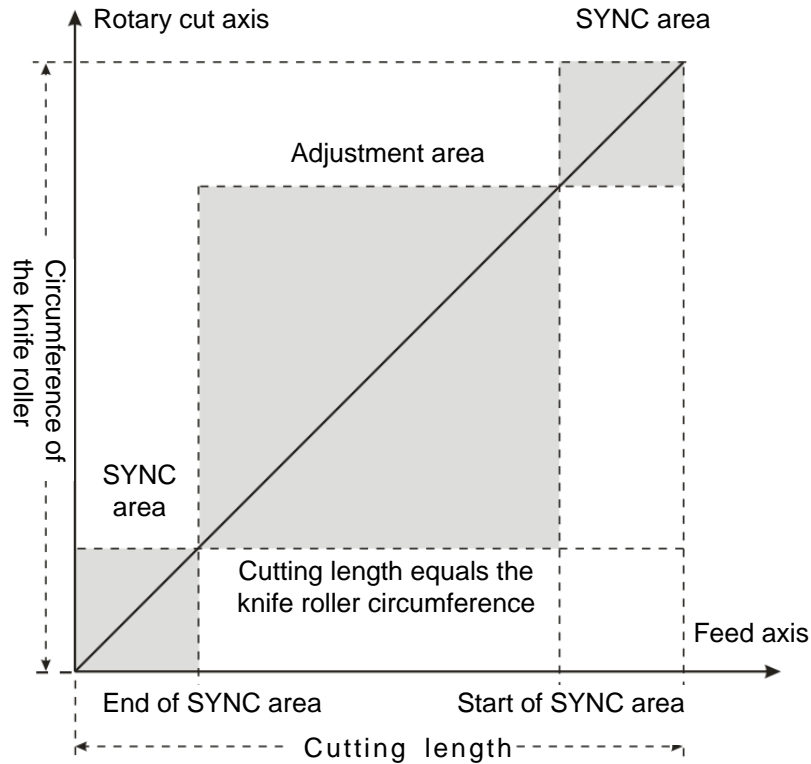 Rotary cut axis
SYNC area
Adjustment area
Circumference of
the knife roller
SYNC
area
Cutting length equals the
knife roller circumference
Feed axis
End of SYNC area
Start of SYNC area
Cutting length